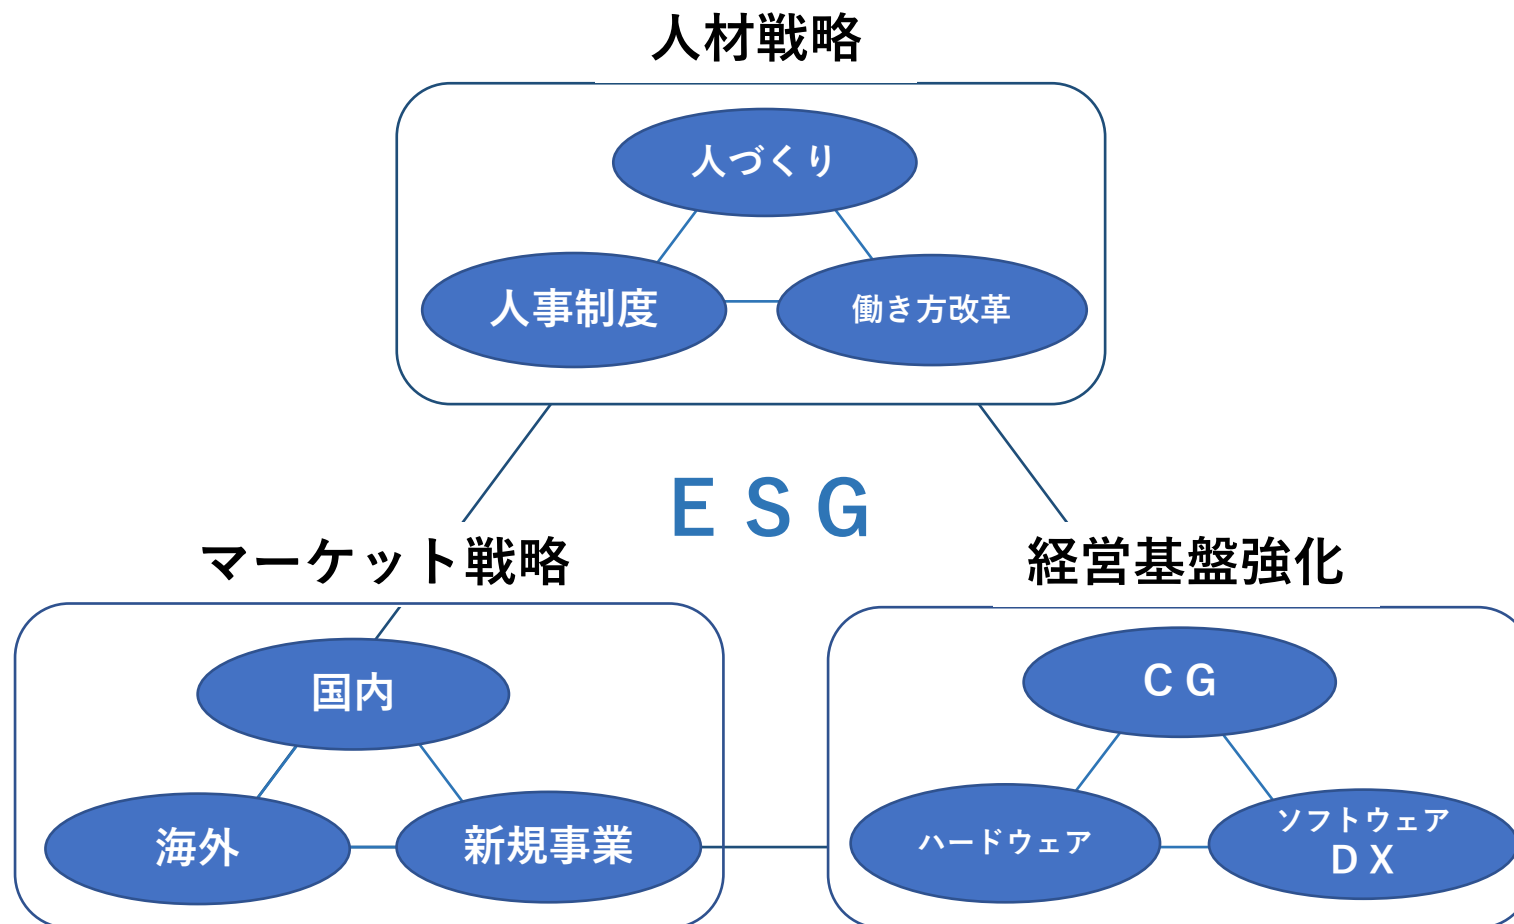 人材戦略
人づくり
人事制度
働き方改革
ＥＳＧ
マーケット戦略
経営基盤強化
国内
海外
新規事業
ＣＧ
ハードウェア
ソフトウェア
ＤＸ